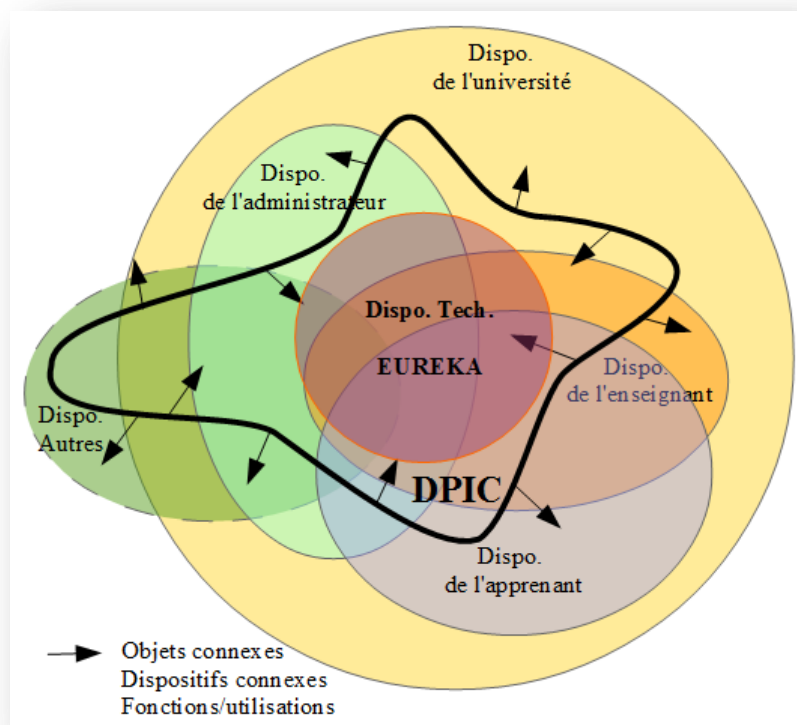 Dispo.
de l'université
Dispo.
de l'administrateur
Dispo. Tech.
EUREKA
Dispo.
de l'enseignant
Dispo.
Autres
DPIC
Dispo.
de l'apprenant
Objets connexes
Dispositifs connexes
Fonctions/utilisations